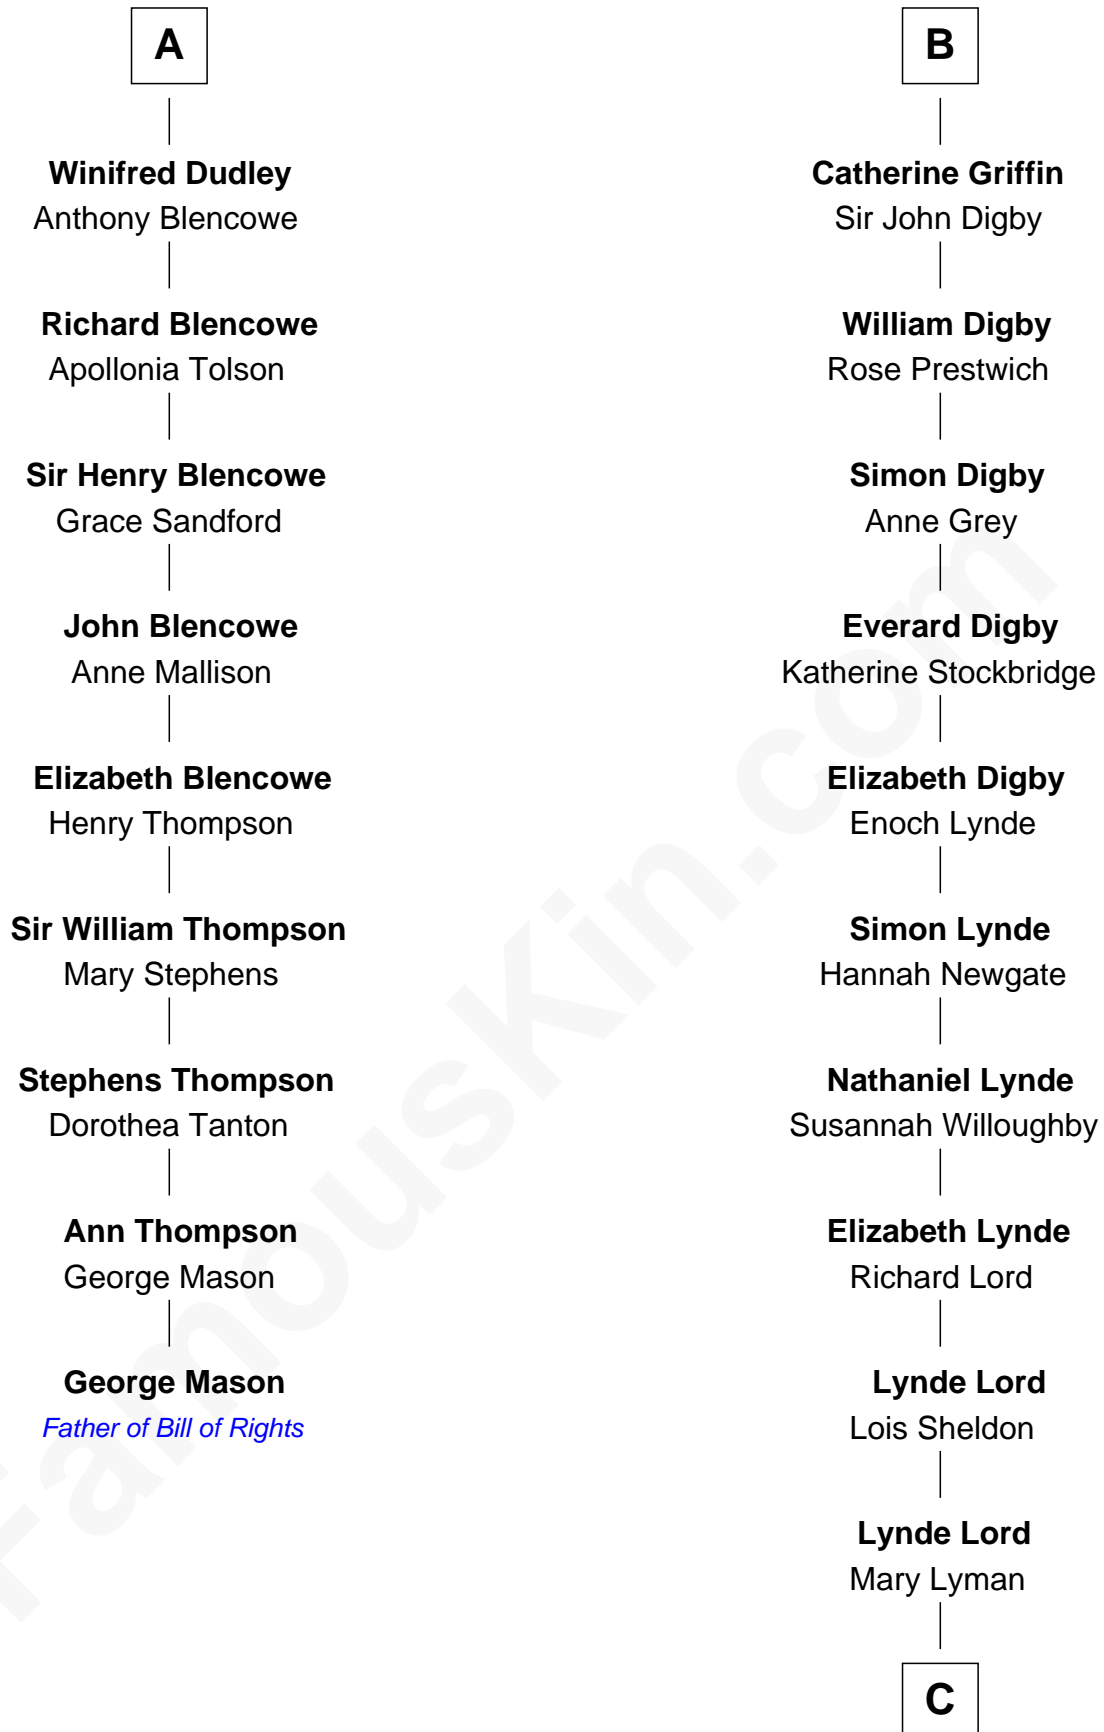 A
Winifred Dudley
Anthony Blencowe
Richard Blencowe
Apollonia Tolson
Sir Henry Blencowe
Grace Sandford
John Blencowe
Anne Mallison
Elizabeth Blencowe
Henry Thompson
Sir William Thompson
Mary Stephens
Stephens Thompson
Dorothea Tanton
Ann Thompson
George Mason
George Mason
Father of Bill of Rights
B
Catherine Griffin
Sir John Digby
William Digby
Rose Prestwich
Simon Digby
Anne Grey
Everard Digby
Katherine Stockbridge
Elizabeth Digby
Enoch Lynde
Simon Lynde
Hannah Newgate
Nathaniel Lynde
Susannah Willoughby
Elizabeth Lynde
Richard Lord
Lynde Lord
Lois Sheldon
Lynde Lord
Mary Lyman
C
FamousKin.com